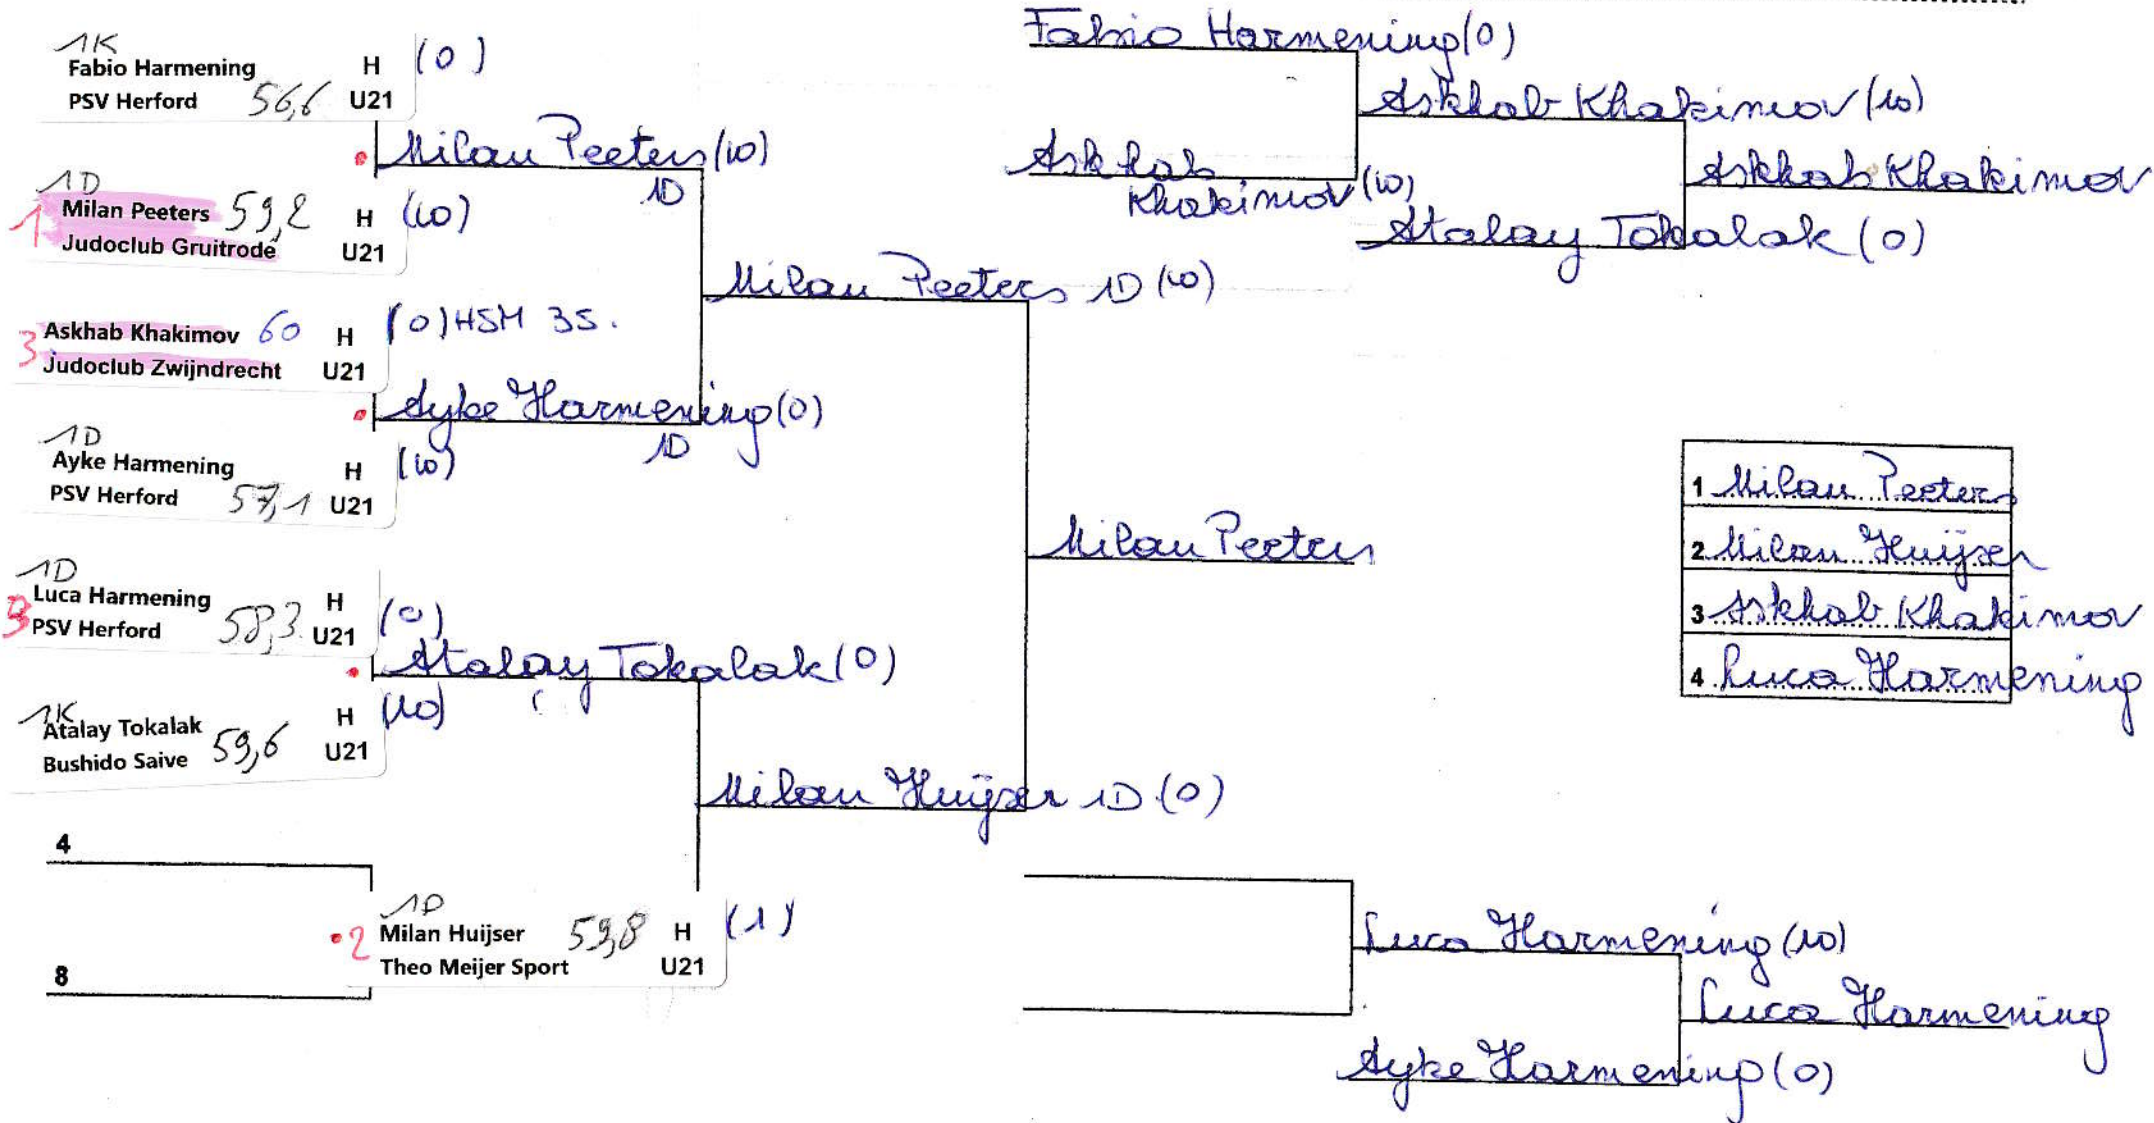 1K
Fabio Harmening H (0)
PSV Herford 56,6 U21
Milan Peeters (10)
1D
1D
Milan Peeters 59,2 H (10)
1 Judoclub Gruitrode U21
Milan Peeters 1D (10)
Askhab Khakimov 60 H (0) HSM 3S.
3 Judoclub Zwijndrecht U21
Ayke Harmening (0)
1D
1D
Ayke Harmening H (10)
PSV Herford 57,1 U21
Milan Peeters
1D
Luca Harmening H (0)
3 PSV Herford 58,3 U21
Atalay Tokalak (0)
1K
Atalay Tokalak H (10)
Bushido Saive 59,6 U21
Milan Huijser 1D (0)
4
1D
2 Milan Huijser 59,8 H (1)
Theo Meijer Sport U21
8
Fabio Harmening (0)
Askhab Khakimov (10)
Askhab
Khakimov (10)
Askhab Khakimov
Atalay Tokalak (0)
1 Milan Peeters
2 Milan Huijser
3 Askhab Khakimov
4 Luca Harmening
Luca Harmening (10)
Luca Harmening
Ayke Harmening (0)